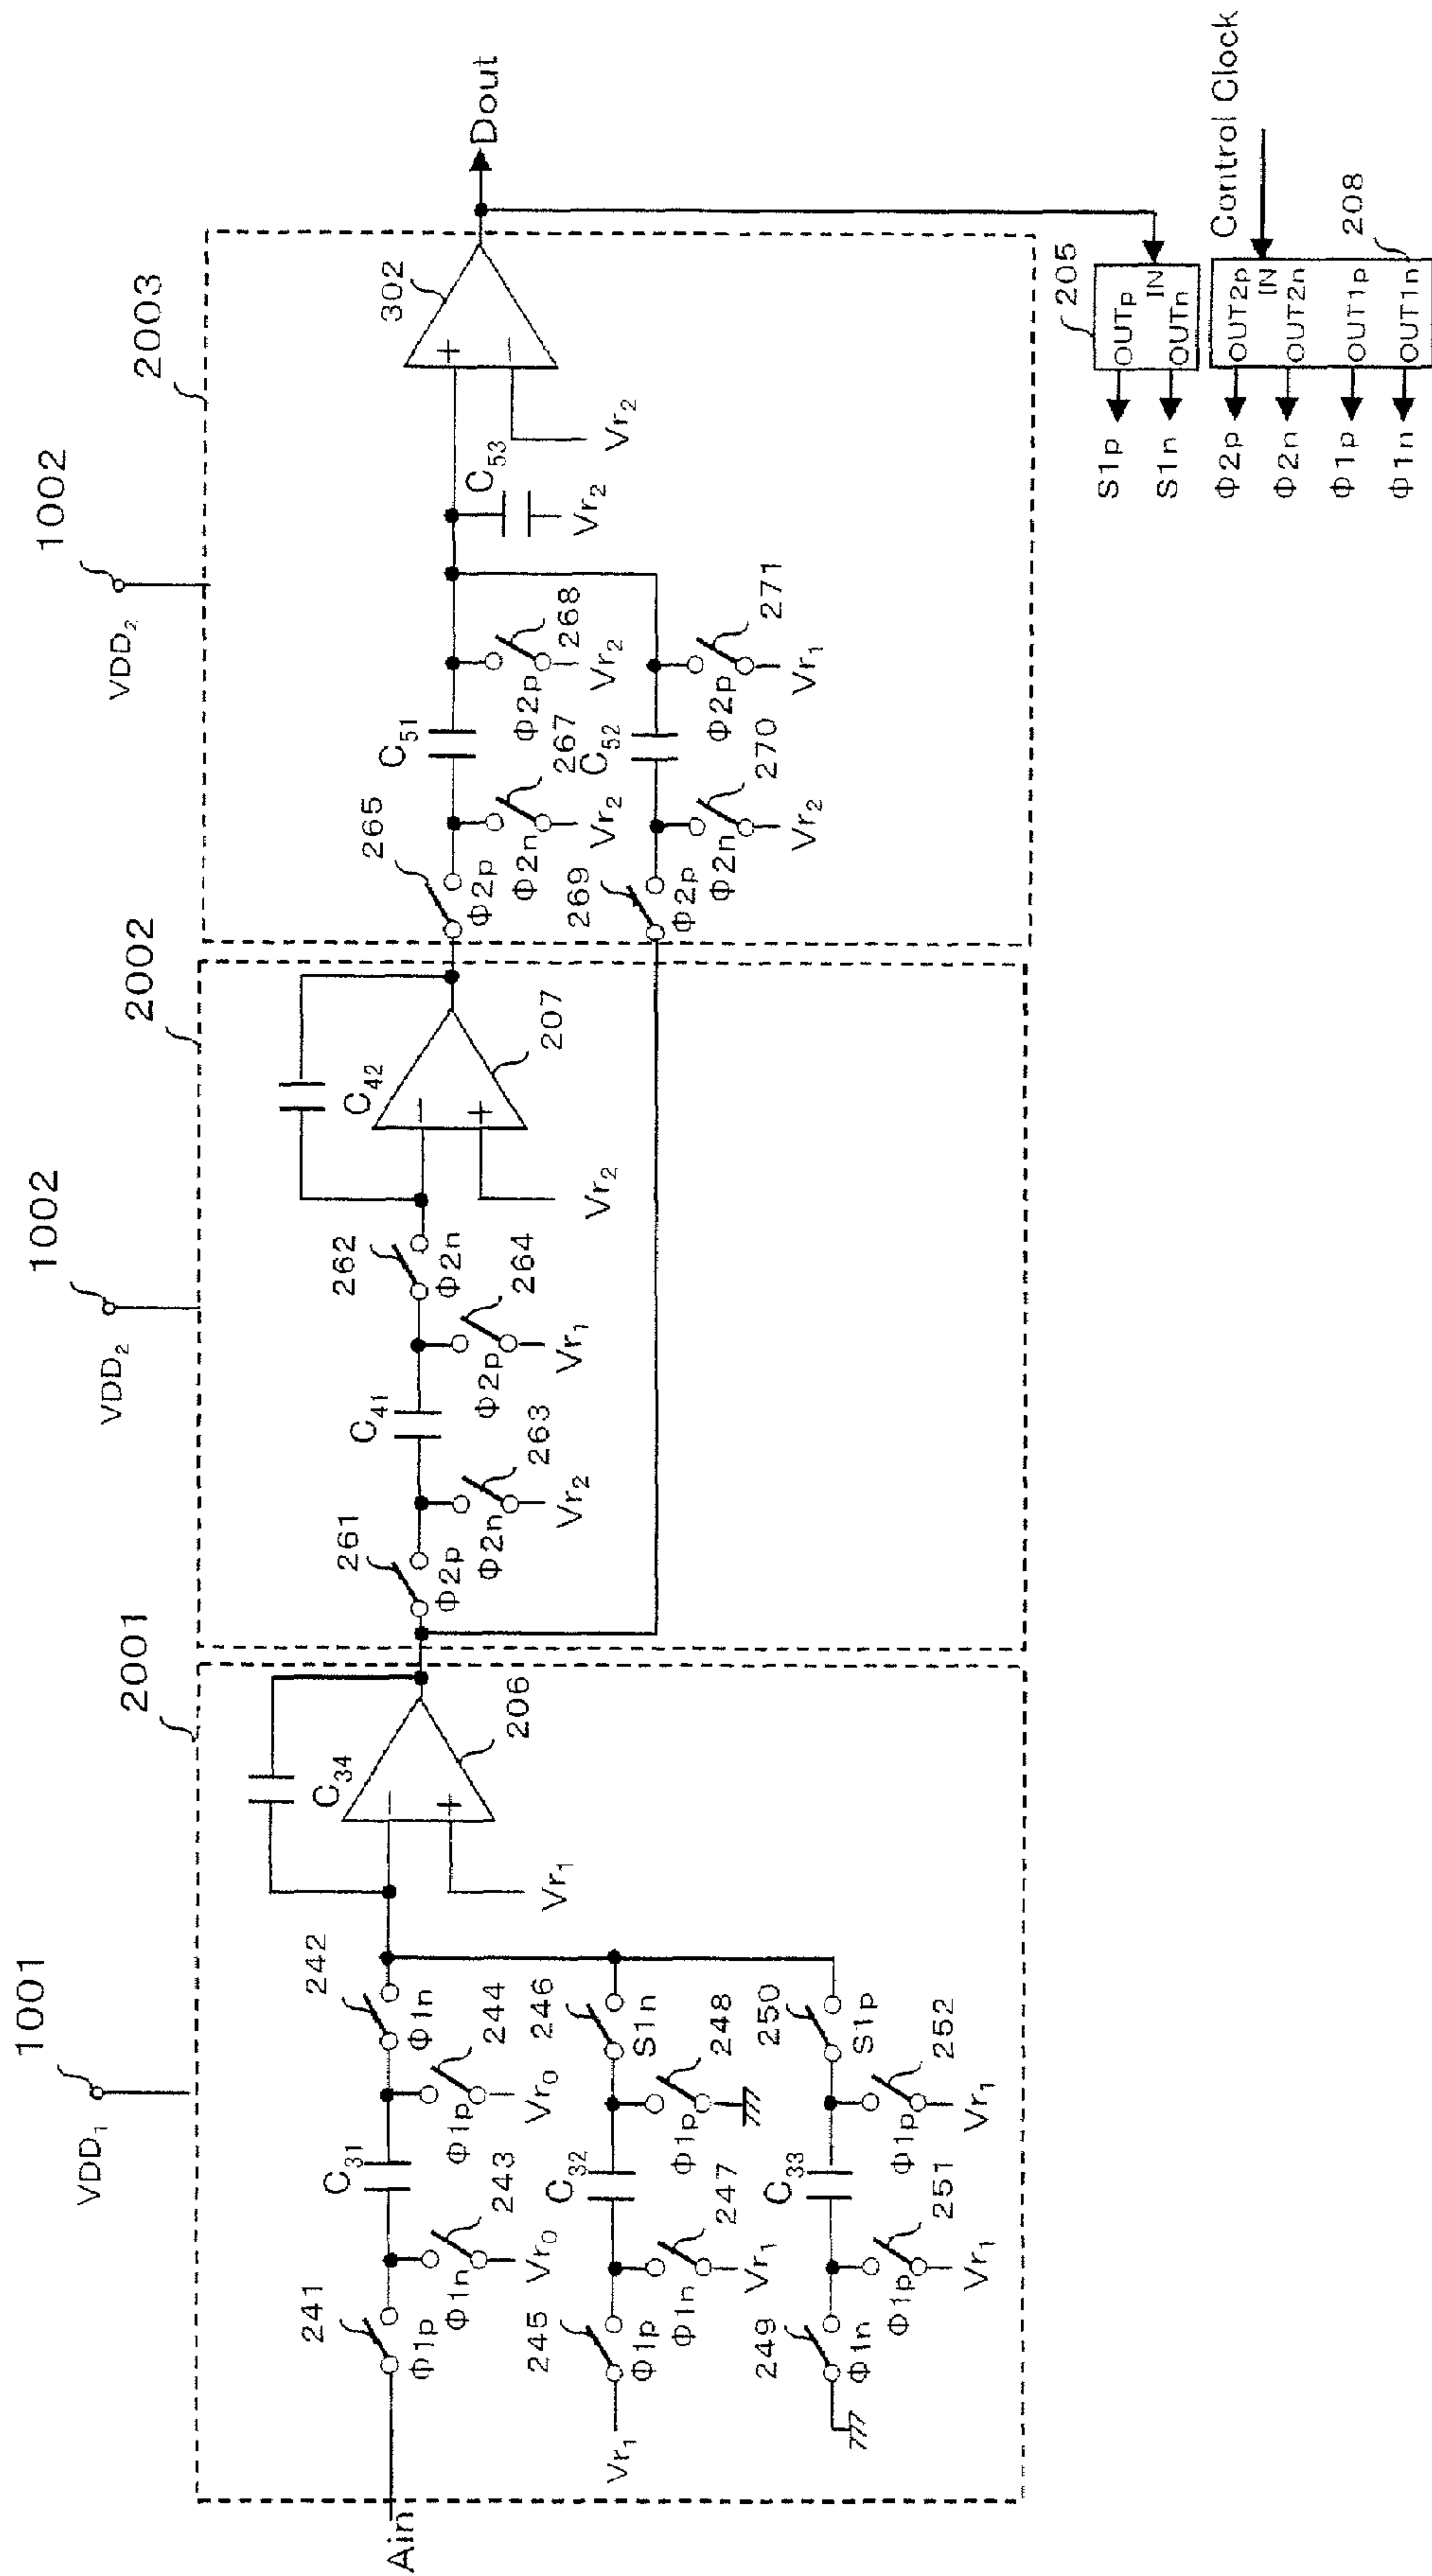 1001
VDD₁
2001
1002
VDD₂
2002
1002
VDD₂
2003
Ain
241
Φ1p
243
Φ1n
Vr₀
C₃₁
244
Φ1p
Vr₀
242
Φ1n
Vr₁
245
Φ1p
247
Φ1n
Vr₁
C₃₂
248
Φ1p
246
S1n
249
Φ1n
251
Φ1p
Vr₁
C₃₃
252
Φ1p
Vr₁
250
S1p
C₃₄
−
+
Vr₁
206
261
Φ2p
263
Φ2n
Vr₂
C₄₁
264
Φ2p
Vr₁
262
Φ2n
C₄₂
−
+
Vr₂
207
265
Φ2p
267
Φ2n
Vr₂
C₅₁
268
Φ2p
Vr₂
269
Φ2p
270
Φ2n
Vr₂
C₅₂
271
Φ2p
Vr₁
C₅₃
Vr₂
302
+
−
Vr₂
Dout
205
OUTp
IN
OUTn
S1p
S1n
Control Clock
208
OUT2p
IN
OUT2n
OUT1p
OUT1n
Φ2p
Φ2n
Φ1p
Φ1n